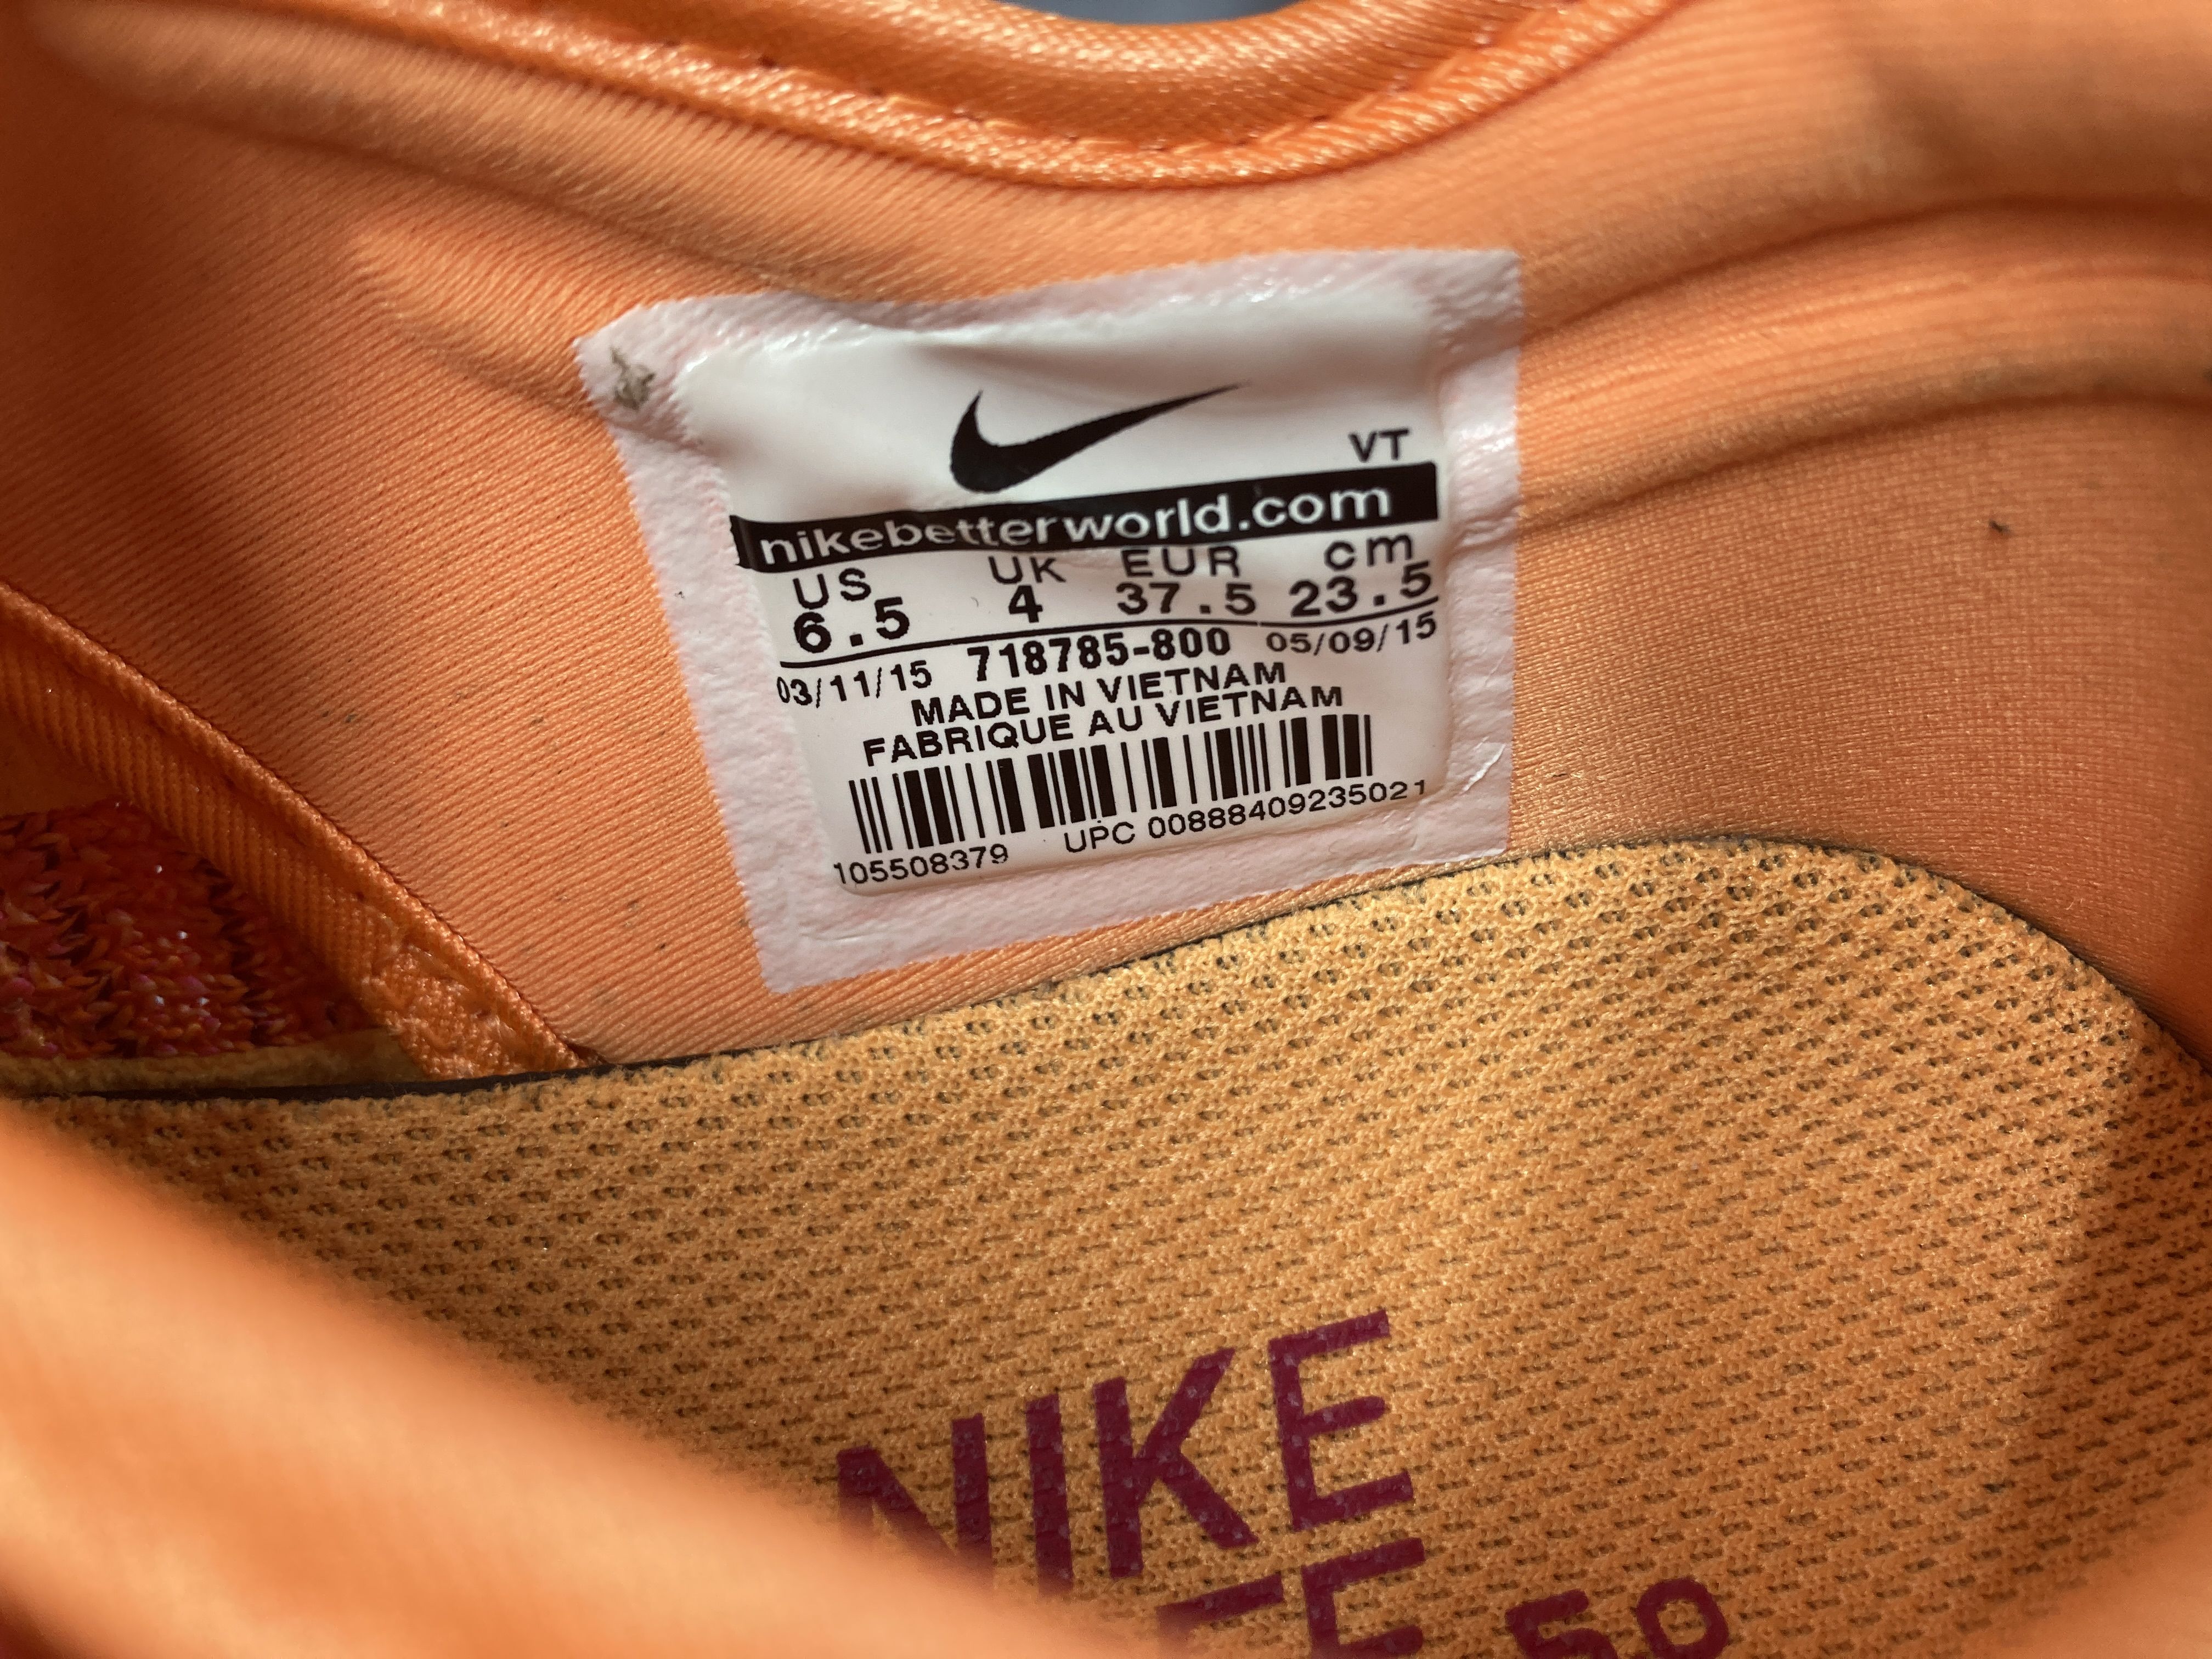 VT
nikebetterworld.com
US UK EUR cm
6.5 4 37.5 23.5
03/11/15 718785-800 05/09/15
MADE IN VIETNAM
FABRIQUE AU VIETNAM
105508379 UPC 00888409235021
NIKE